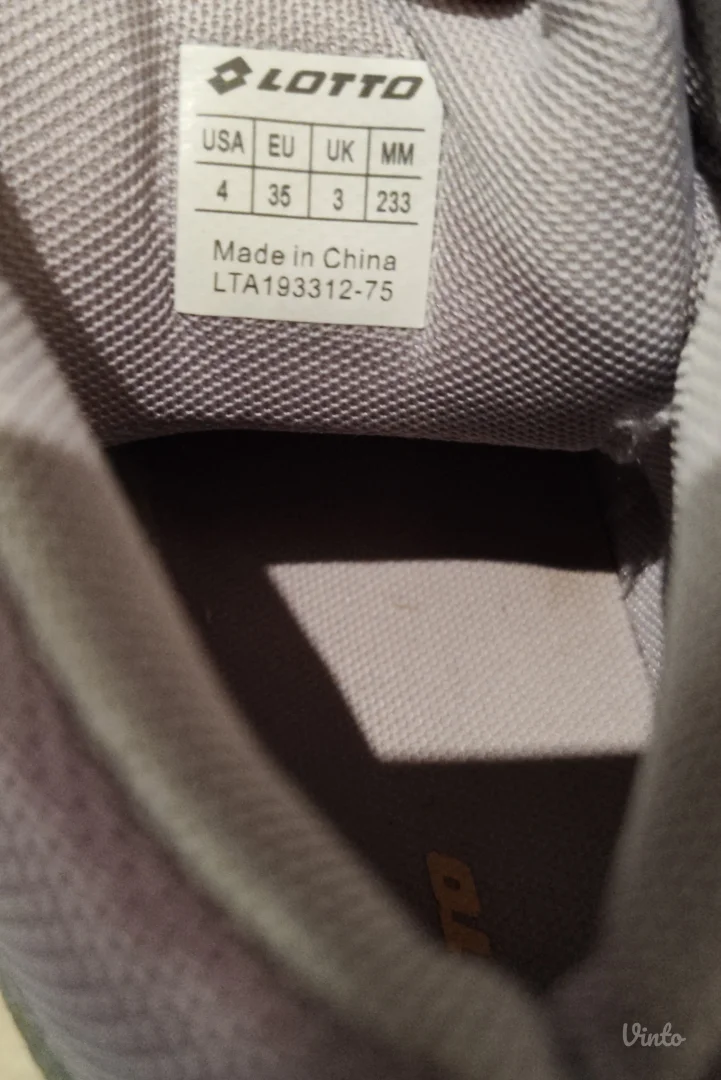 LOTTO
USA EU UK MM
4 35 3 233
Made in China
LTA193312-75
Vinto